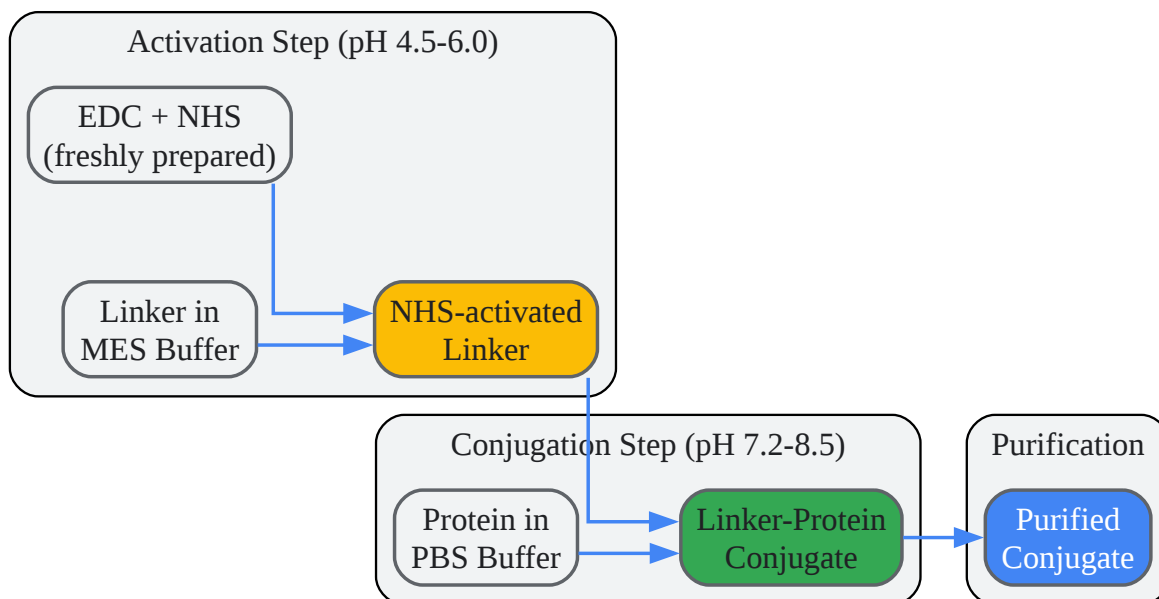 Activation Step (pH 4.5-6.0)
EDC + NHS
(freshly prepared)
Linker in
MES Buffer
NHS-activated
Linker
Conjugation Step (pH 7.2-8.5)
Protein in
PBS Buffer
Linker-Protein
Conjugate
Purification
Purified
Conjugate